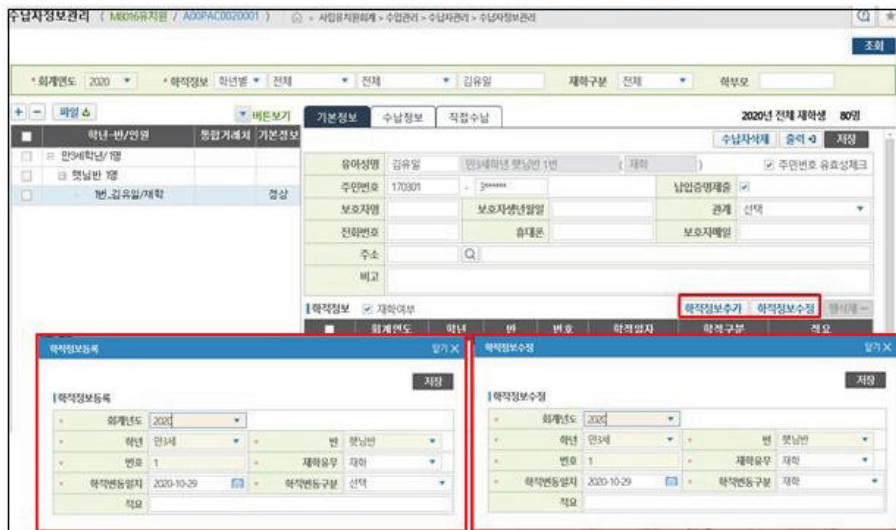 수납자정보관리 ( M8016유치원 / A00PAC0020001 ) > 사립유치원회계 > 수업관리 > 수납자관리 > 수납자정보관리
조회
* 회계연도 2020 * 학적정보 학년별 전체 전체 김유일 재학구분 전체 학부모
+ - 파일 버튼보기 기본정보 수납정보 직접수납 2020년 전체 재학생 80명
학년-반/인원 통합거래처 기본정보 수납자삭제 출력 저장
만3세학년/1명
햇님반 1명
1번_김유일/재학 정상
유아성명 김유일 만3세학년 햇님반 1번 ( 재학 ) 주민번호 유효성체크
주민번호 170301 - 3****** 납입증명제출
보호자명 보호자생년월일 관계 선택
전화번호 휴대폰 보호자메일
주소
비고
학적정보 재학여부 학적정보추가 학적정보수정 행삭제 -
회계연도 학년 반 번호 학적일자 학적구분 적요
학적정보등록 닫기 X
저장
학적정보등록
* 회계년도 2020
* 학년 만3세 * 반 햇님반
* 번호 1 * 재학유무 재학
* 학적변동일자 2020-10-29 * 학적변동구분 선택
적요
학적정보수정 닫기 X
저장
학적정보수정
* 회계년도 2020
* 학년 만3세 * 반 햇님반
* 번호 1 * 재학유무 재학
* 학적변동일자 2020-10-29 * 학적변동구분 재학
적요